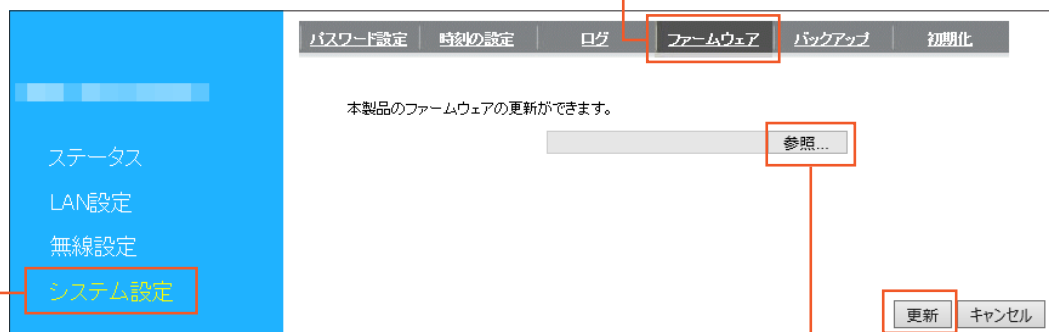 パスワード設定 時刻の設定 ログ ファームウェア バックアップ 初期化
本製品のファームウェアの更新ができます。
参照...
ステータス
LAN設定
無線設定
システム設定
更新 キャンセル